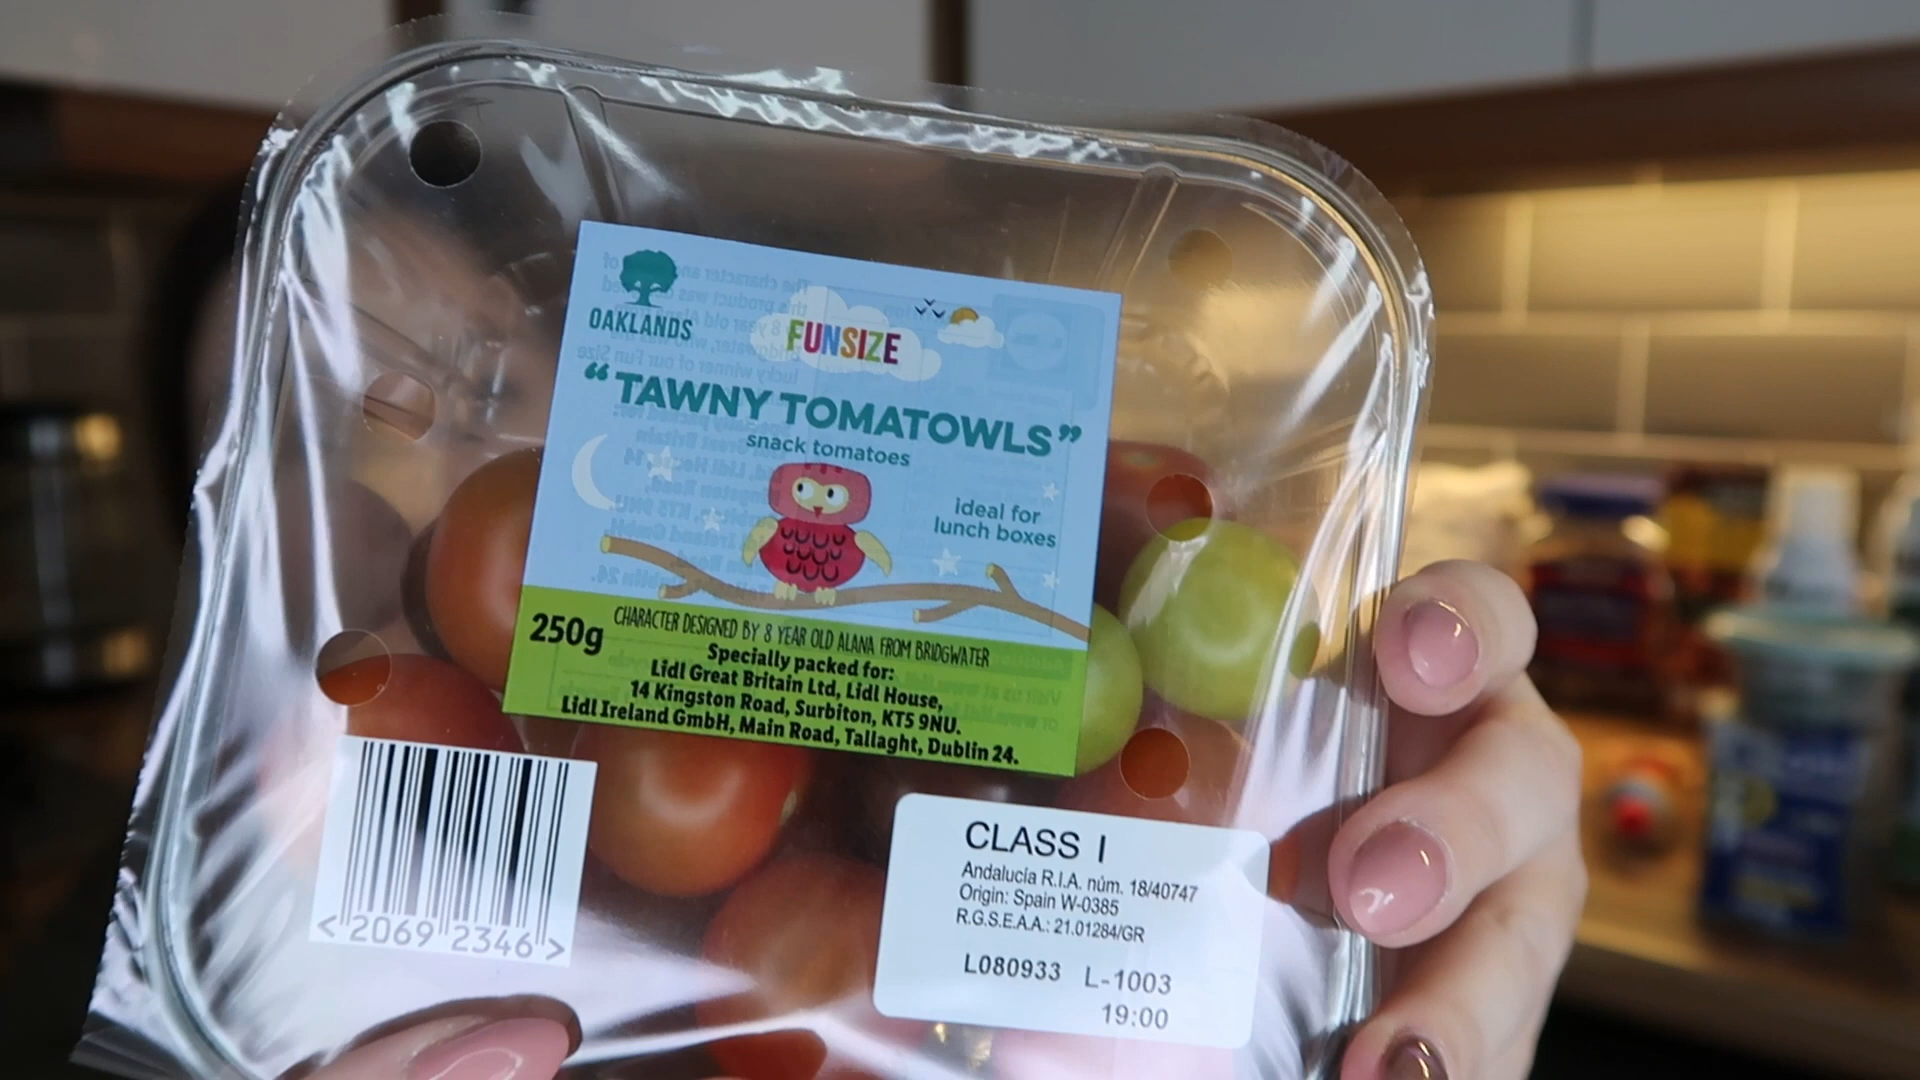 OAKLANDS
FUNSIZE
“TAWNY TOMATOWLS”
snack tomatoes
ideal for
lunch boxes
250g
CHARACTER DESIGNED BY 8 YEAR OLD ALANA FROM BRIDGWATER
Specially packed for:
Lidl Great Britain Ltd, Lidl House,
14 Kingston Road, Surbiton, KT5 9NU.
Lidl Ireland GmbH, Main Road, Tallaght, Dublin 24.
<2069 2346>
CLASS I
Andalucía R.I.A. núm. 18/40747
Origin: Spain W-0385
R.G.S.E.A.A.: 21.01284/GR
L080933 L-1003
19:00